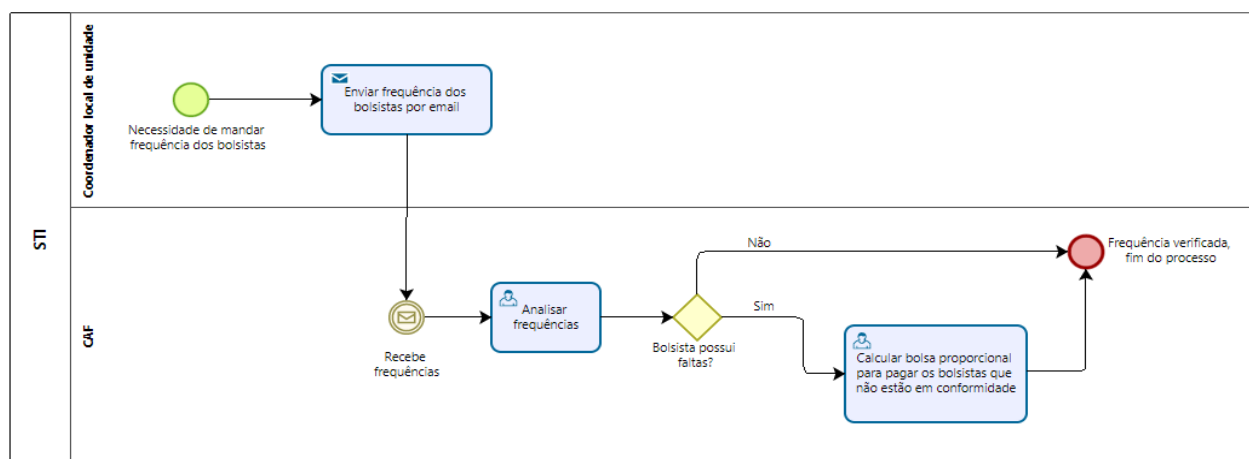 STI
Coordenador local de unidade
Necessidade de mandar
frequência dos bolsistas
Enviar frequência dos
bolsistas por email
CAF
Recebe
frequências
Analisar
frequências
Bolsista possui
faltas?
Não
Sim
Calcular bolsa proporcional
para pagar os bolsistas que
não estão em conformidade
Frequência verificada,
fim do processo